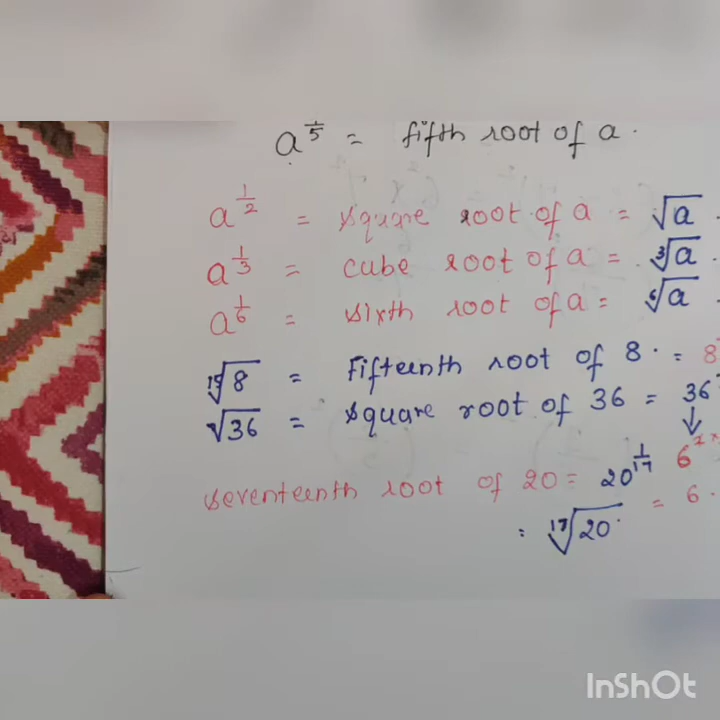 a^{1/5} = fifth root of a.
a^{1/2} = square root of a = √a .
a^{1/3} = cube root of a = ∛a .
a^{1/6} = sixth root of a = ⁶√a .
¹⁵√8 = Fifteenth root of 8. = 8
√36 = square root of 36 = 36
↓
seventeenth root of 20 = 20^{1/17} 6
= ¹⁷√20. = 6.
InShOt